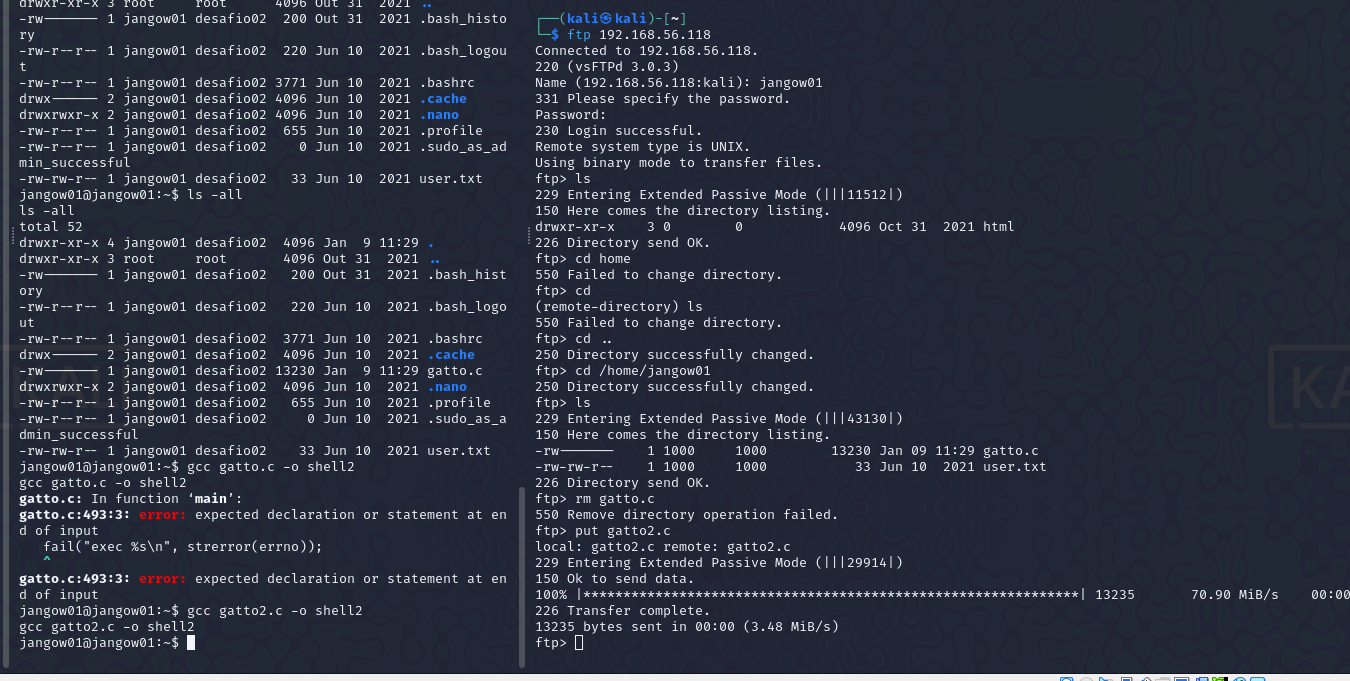 drwxr-xr-x 3 root     root      4096 Out 31  2021 ..
-rw------- 1 jangow01 desafio02  200 Out 31  2021 .bash_histo
ry
-rw-r--r-- 1 jangow01 desafio02  220 Jun 10  2021 .bash_logou
t
-rw-r--r-- 1 jangow01 desafio02 3771 Jun 10  2021 .bashrc
drwx------ 2 jangow01 desafio02 4096 Jun 10  2021 .cache
drwxrwxr-x 2 jangow01 desafio02 4096 Jun 10  2021 .nano
-rw-r--r-- 1 jangow01 desafio02  655 Jun 10  2021 .profile
-rw-r--r-- 1 jangow01 desafio02    0 Jun 10  2021 .sudo_as_ad
min_successful
-rw-rw-r-- 1 jangow01 desafio02   33 Jun 10  2021 user.txt
jangow01@jangow01:~$ ls -all
ls -all
total 52
drwxr-xr-x 4 jangow01 desafio02  4096 Jan  9 11:29 .
drwxr-xr-x 3 root     root       4096 Out 31  2021 ..
-rw------- 1 jangow01 desafio02   200 Out 31  2021 .bash_hist
ory
-rw-r--r-- 1 jangow01 desafio02   220 Jun 10  2021 .bash_logo
ut
-rw-r--r-- 1 jangow01 desafio02  3771 Jun 10  2021 .bashrc
drwx------ 2 jangow01 desafio02  4096 Jun 10  2021 .cache
-rw------- 1 jangow01 desafio02 13230 Jan  9 11:29 gatto.c
drwxrwxr-x 2 jangow01 desafio02  4096 Jun 10  2021 .nano
-rw-r--r-- 1 jangow01 desafio02   655 Jun 10  2021 .profile
-rw-r--r-- 1 jangow01 desafio02     0 Jun 10  2021 .sudo_as_a
dmin_successful
-rw-rw-r-- 1 jangow01 desafio02    33 Jun 10  2021 user.txt
jangow01@jangow01:~$ gcc gatto.c -o shell2
gcc gatto.c -o shell2
gatto.c: In function ‘main’:
gatto.c:493:3: error: expected declaration or statement at en
d of input
   fail("exec %s\n", strerror(errno));
   ^
gatto.c:493:3: error: expected declaration or statement at en
d of input
jangow01@jangow01:~$ gcc gatto2.c -o shell2
gcc gatto2.c -o shell2
jangow01@jangow01:~$
┌──(kali㉿kali)-[~]
└─$ ftp 192.168.56.118
Connected to 192.168.56.118.
220 (vsFTPd 3.0.3)
Name (192.168.56.118:kali): jangow01
331 Please specify the password.
Password:
230 Login successful.
Remote system type is UNIX.
Using binary mode to transfer files.
ftp> ls
229 Entering Extended Passive Mode (|||11512|)
150 Here comes the directory listing.
drwxr-xr-x    3 0        0            4096 Oct 31  2021 html
226 Directory send OK.
ftp> cd home
550 Failed to change directory.
ftp> cd
(remote-directory) ls
550 Failed to change directory.
ftp> cd ..
250 Directory successfully changed.
ftp> cd /home/jangow01
250 Directory successfully changed.
ftp> ls
229 Entering Extended Passive Mode (|||43130|)
150 Here comes the directory listing.
-rw-------    1 1000     1000        13230 Jan 09 11:29 gatto.c
-rw-rw-r--    1 1000     1000           33 Jun 10  2021 user.txt
226 Directory send OK.
ftp> rm gatto.c
550 Remove directory operation failed.
ftp> put gatto2.c
local: gatto2.c remote: gatto2.c
229 Entering Extended Passive Mode (|||29914|)
150 Ok to send data.
100% |**************************************************************| 13235       70.90 MiB/s    00:00
226 Transfer complete.
13235 bytes sent in 00:00 (3.48 MiB/s)
ftp>